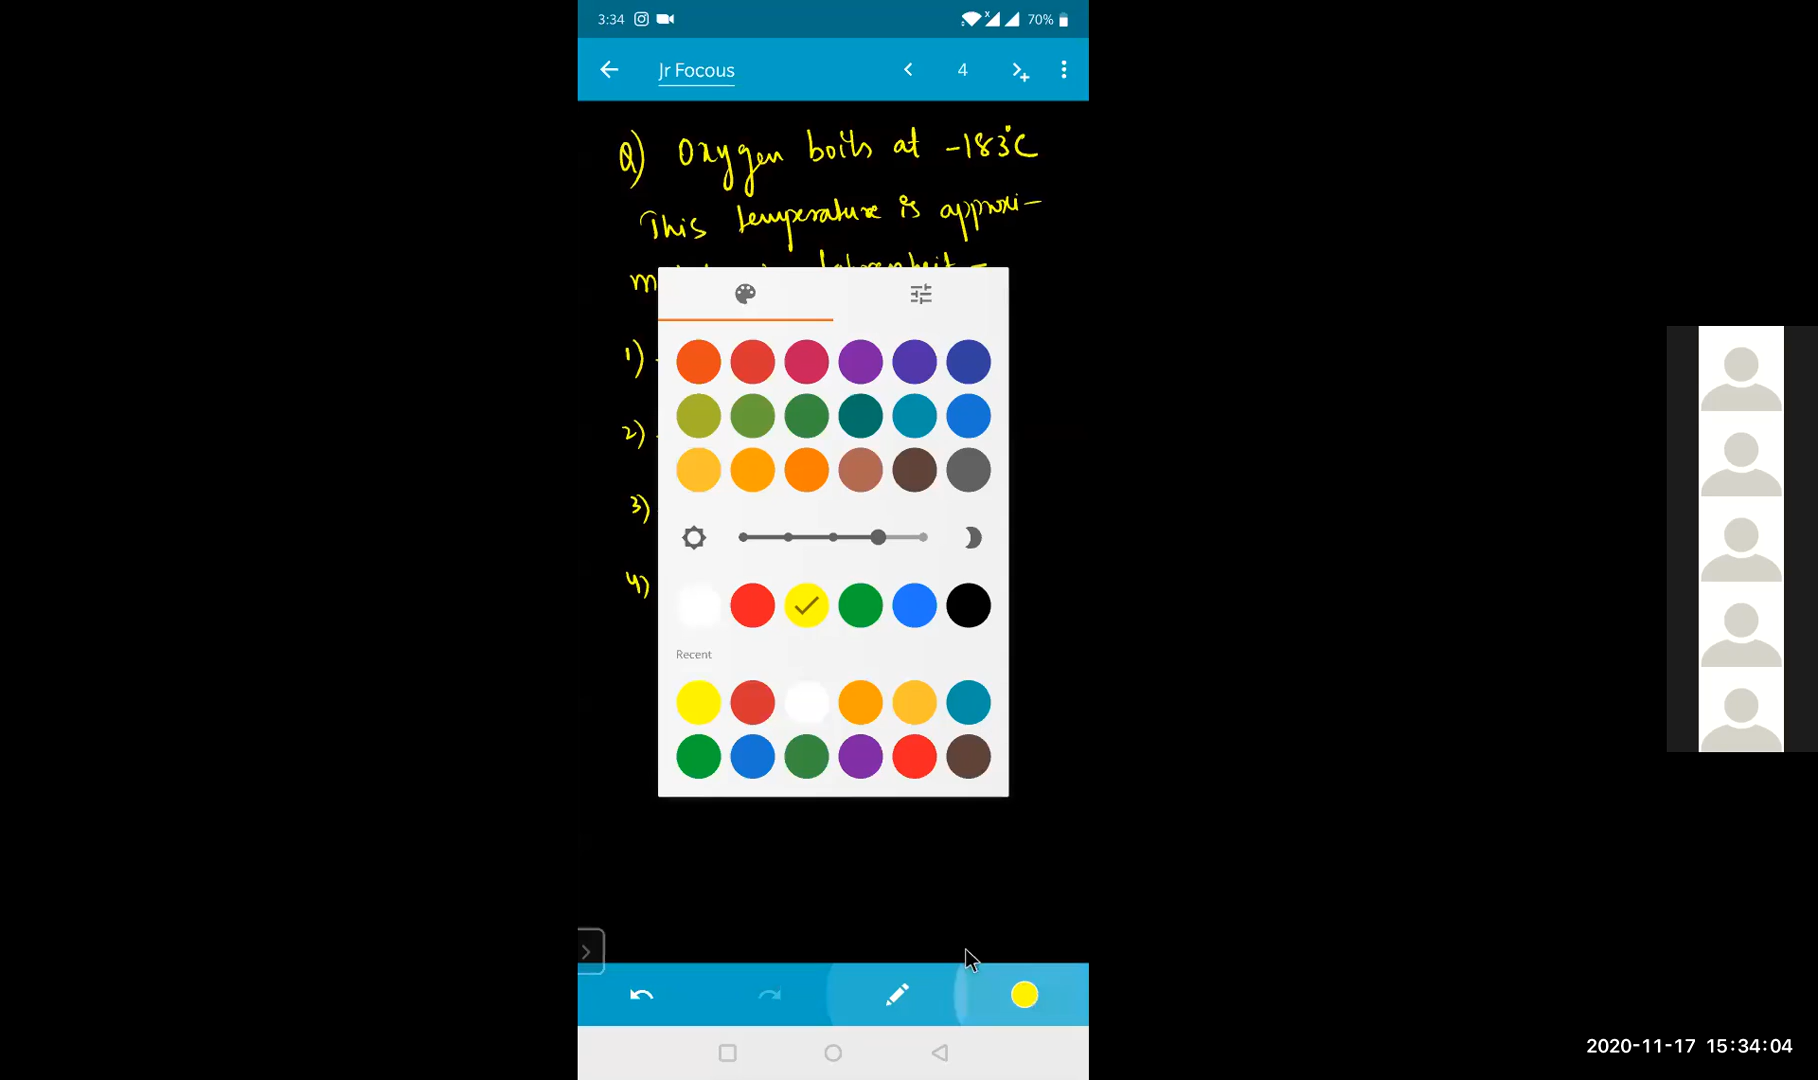 3:34 70%
Jr Focous 4
Q) Oxygen boils at -183°C
This temperature is approxi-
fahrenheit -
1)
2)
3)
4)
Recent
2020-11-17 15:34:04